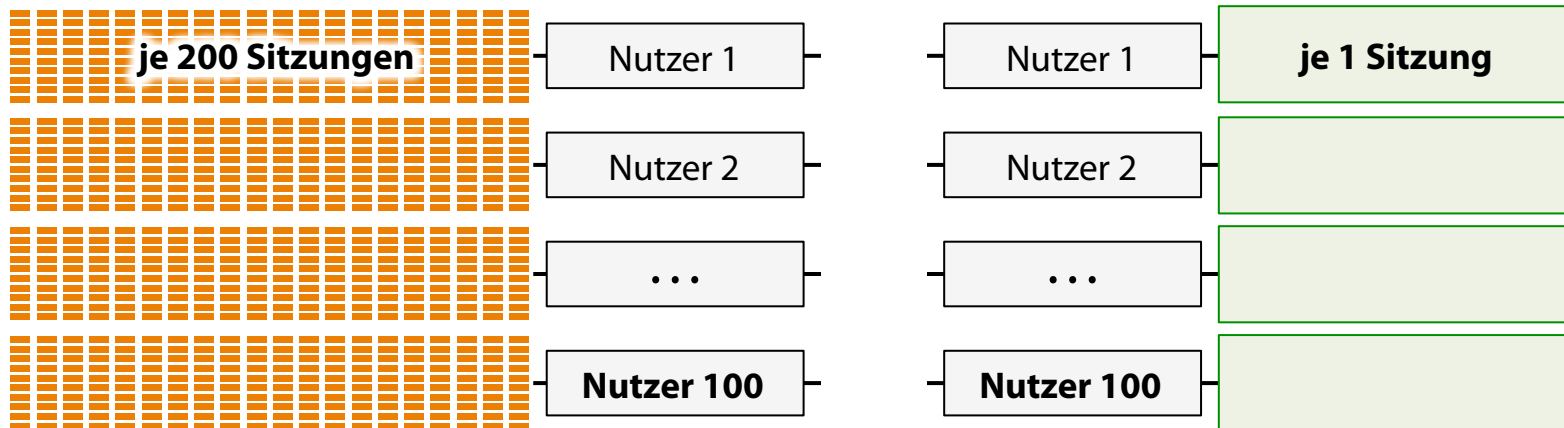 je 200 Sitzungen Nutzer 1 Nutzer 1 je 1 Sitzung
Nutzer 2 Nutzer 2
... ...
Nutzer 100 Nutzer 100